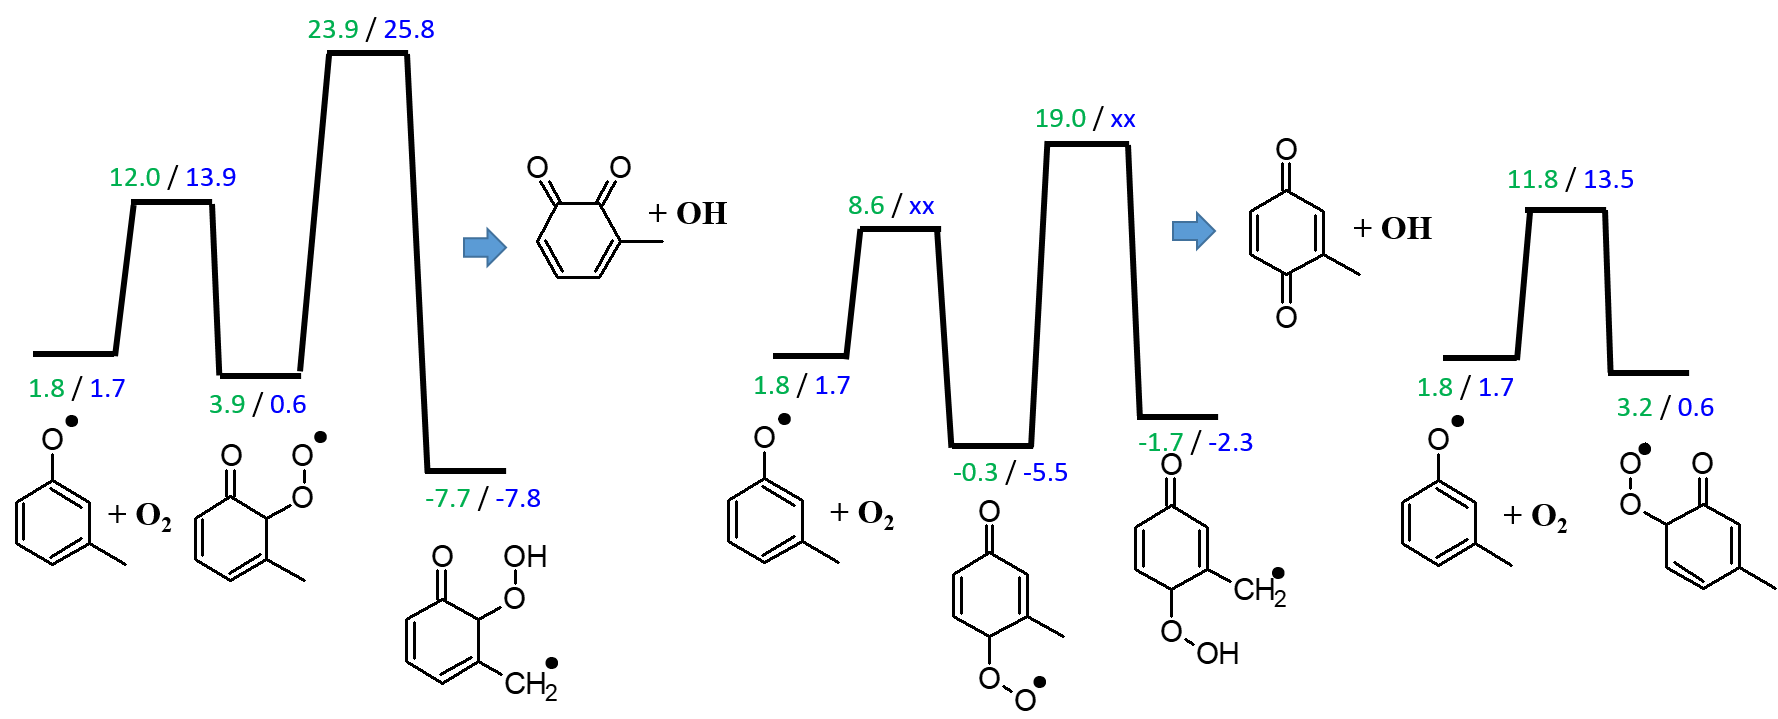 23.9 / 25.8
12.0 / 13.9
1.8 / 1.7
3.9 / 0.6
-7.7 / -7.8
O
+ O2
O
O
O
O
OH
O
CH2
O O
+ OH
19.0 / xx
8.6 / xx
1.8 / 1.7
-0.3 / -5.5
-1.7 / -2.3
O
+ O2
O
O
O
O
CH2
O
OH
O
+ OH
O
11.8 / 13.5
1.8 / 1.7
3.2 / 0.6
O
+ O2
O
O
O